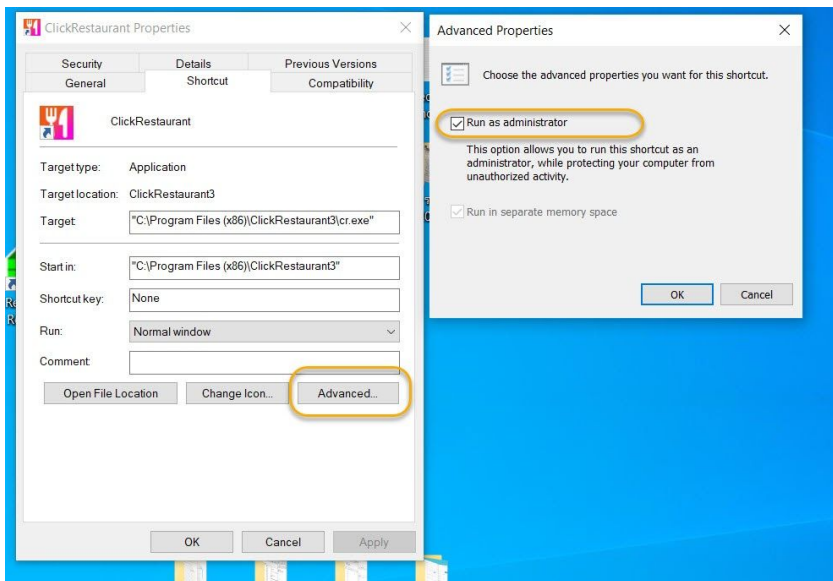 ClickRestaurant Properties
Security Details Previous Versions
General Shortcut Compatibility
ClickRestaurant
Target type: Application
Target location: ClickRestaurant3
Target: "C:\Program Files (x86)\ClickRestaurant3\cr.exe"
Start in: "C:\Program Files (x86)\ClickRestaurant3"
Shortcut key: None
Run: Normal window
Comment:
Open File Location Change Icon... Advanced...
OK Cancel Apply
Advanced Properties
Choose the advanced properties you want for this shortcut.
Run as administrator
This option allows you to run this shortcut as an
administrator, while protecting your computer from
unauthorized activity.
Run in separate memory space
OK Cancel